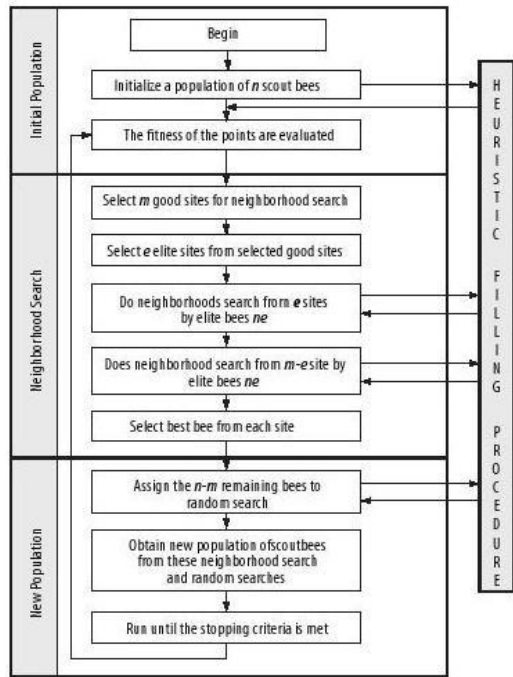 Begin
Initial Population
Initialize a population of n scout bees
The fitness of the points are evaluated
Neighborhood Search
Select m good sites for neighborhood search
Select e elite sites from selected good sites
Do neighborhoods search from e sites
by elite bees ne
Does neighborhood search from m-e site by
elite bees ne
Select best bee from each site
New Population
Assign the n-m remaining bees to
random search
Obtain new population ofscoutbees
from these neighborhood search
and random searches
Run until the stopping criteria is met
HEURISTIC FILLING PROCEDURE